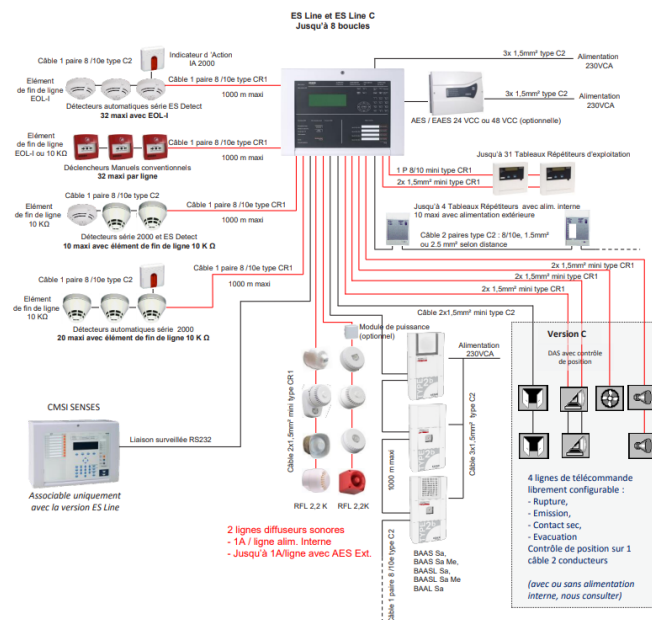 ES Line et ES Line C
Jusqu'à 8 boucles
Câble 1 paire 8 /10e type C2
Indicateur d 'Action
IA 2000
Elément
de fin de ligne
EOL-I
Câble 1 paire 8 /10e type CR1
1000 m maxi
Détecteurs automatiques série ES Detect
32 maxi avec EOL-I
3x 1,5mm² type C2
Alimentation
230VCA
3x 1,5mm² type C2
Alimentation
230VCA
AES / EAES 24 VCC ou 48 VCC (optionnelle)
Elément
de fin de ligne
EOL-I ou 10 KΩ
Câble 1 paire 8 /10e type CR1
1000 m maxi
Déclencheurs Manuels conventionnels
32 maxi par ligne
Jusqu'à 31 Tableaux Répétiteurs d'exploitation
1 P 8/10 mini type CR1
2x 1,5mm² mini type CR1
Câble 1 paire 8 /10e type C2
Elément
de fin de ligne
10 KΩ
Câble 1 paire 8 /10e type CR1
1000 m maxi
Détecteurs série 2000 et ES Detect
10 maxi avec élément de fin de ligne 10 K Ω
Jusqu'à 4 Tableaux Répétiteurs avec alim. interne
10 maxi avec alimentation extérieure
Câble 2 paires type C2 : 8/10e, 1.5mm²
ou 2.5 mm² selon distance
Câble 1 paire 8 /10e type C2
Elément
de fin de ligne
10 KΩ
Câble 1 paire 8 /10e type CR1
1000 m maxi
Détecteurs automatiques série 2000
20 maxi avec élément de fin de ligne 10 K Ω
2x 1,5mm² mini type CR1
2x 1,5mm² mini type CR1
2x 1,5mm² mini type CR1
Câble 2x1,5mm² mini type C2
Module de puissance
(optionnel)
Alimentation
230VCA
Version C
DAS avec contrôle
de position
CMSI SENSES
Liaison surveillée RS232
Associable uniquement
avec la version ES Line
Câble 2x1,5mm² mini type CR1
RFL 2,2 K
RFL 2,2K
2 lignes diffuseurs sonores
- 1A / ligne alim. Interne
- Jusqu'à 1A/ligne avec AES Ext.
1000 m maxi
Câble 3x1,5mm² type C2
Câble 1 paire 8 /10e type C2
BAAS Sa,
BAAS Sa Me,
BAASL Sa,
BAASL Sa Me
BAAL Sa
4 lignes de télécommande
librement configurable :
- Rupture,
- Emission,
- Contact sec,
- Evacuation
Contrôle de position sur 1
câble 2 conducteurs
(avec ou sans alimentation
interne, nous consulter)